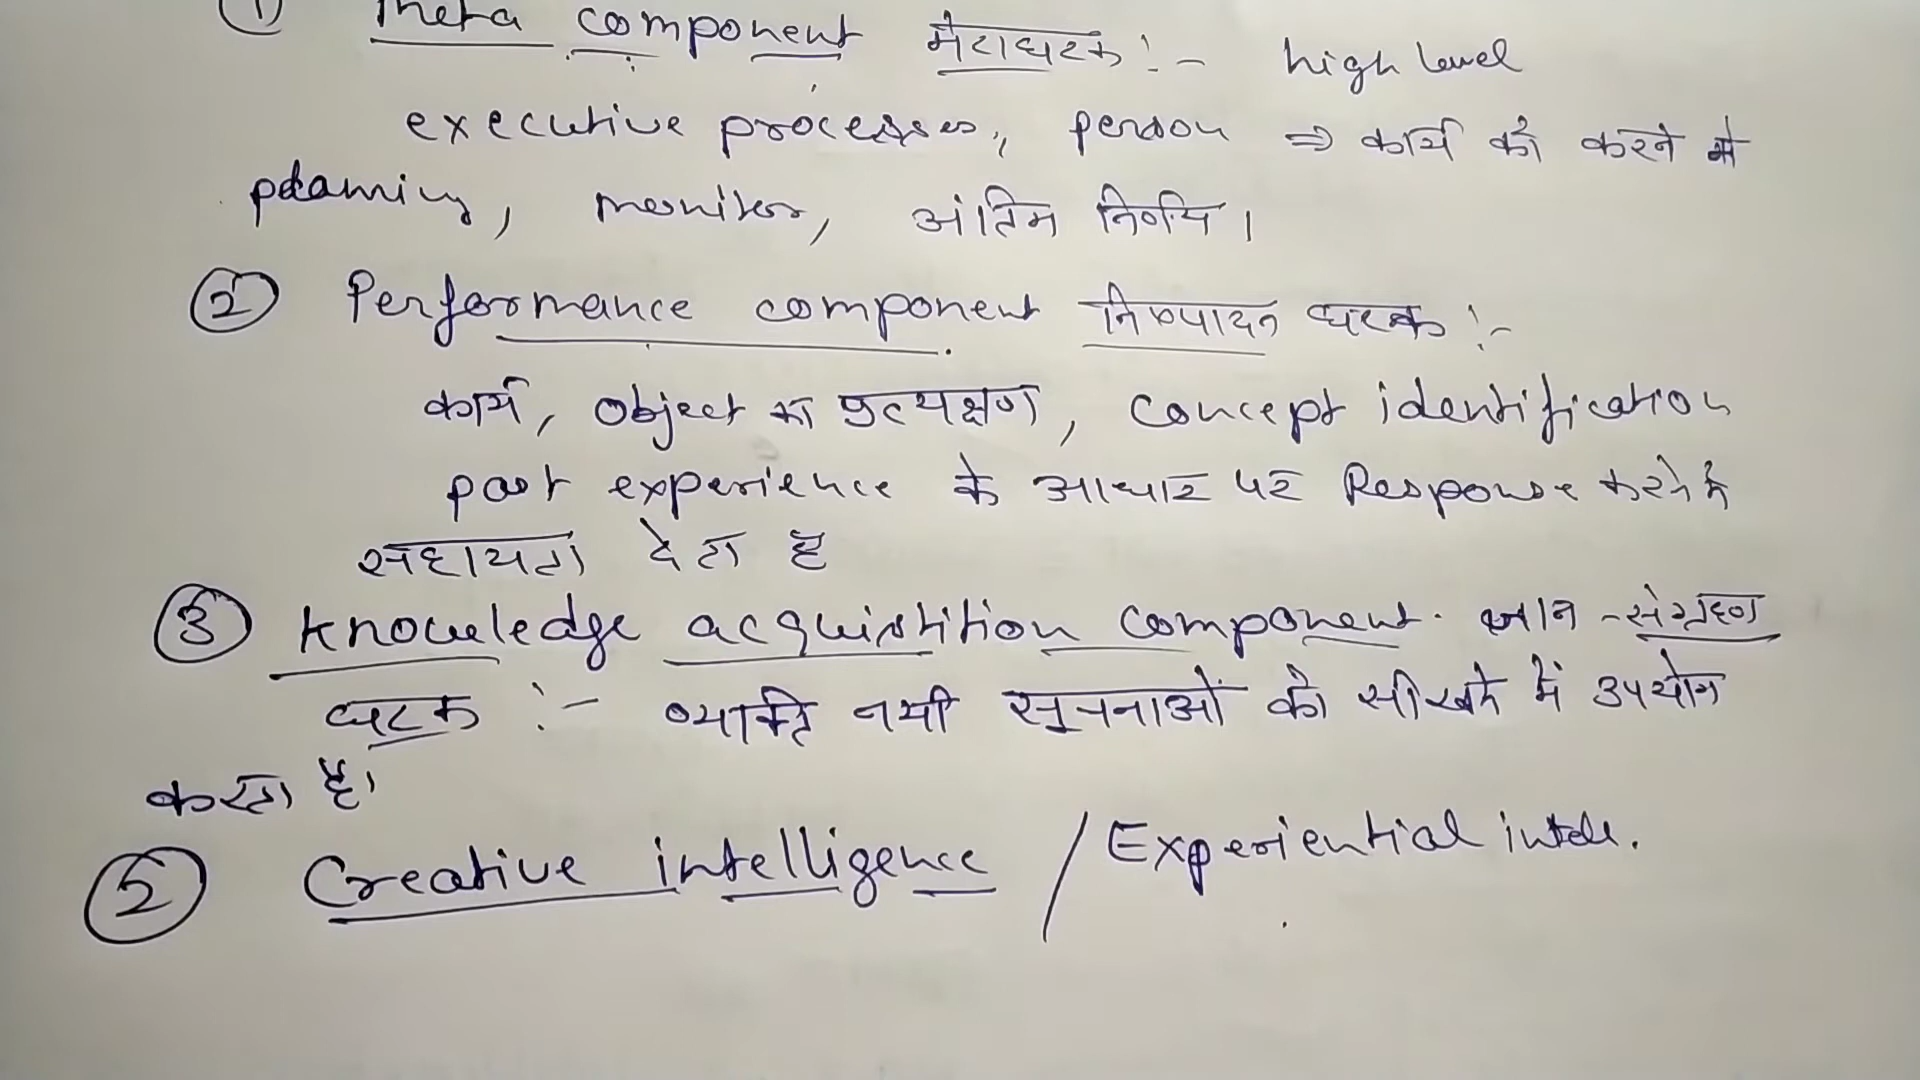 ① Meta component मेटाघटक :- high level
executive processes, person ⇒ कार्य को करने में
planning, monitor, अंतिम निर्णय।
② Performance component निष्पादन घटक :-
कार्य, object का प्रत्यक्षण, concept identification
past experience के आधार पर Response करने में
सहायता देता है
③ Knowledge acquisition component. ज्ञान-संग्रहण
घटक :- व्यक्ति नयी सूचनाओं को सीखने में उपयोग
करता है।
② Creative intelligence / Experiential intell.